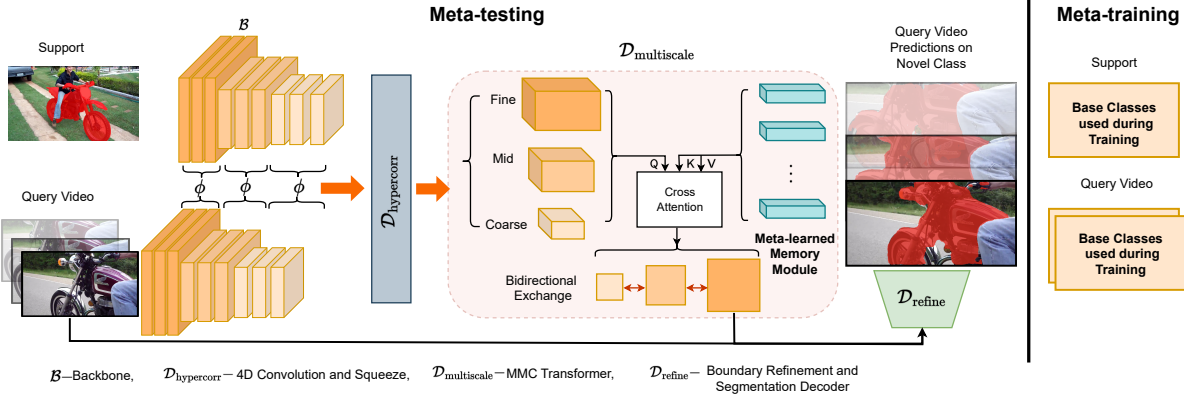 Meta-testing
Meta-training
Support
ℬ
𝒟multiscale
Query Video
Predictions on
Novel Class
Support
Fine
Mid
Coarse
Q
K
V
Cross
Attention
⋮
Meta-learned
Memory
Module
Base Classes
used during
Training
ϕ
ϕ
ϕ
𝒟hypercorr
Query Video
Query Video
Base Classes
used during
Training
Bidirectional
Exchange
𝒟refine
ℬ—Backbone,
𝒟hypercorr— 4D Convolution and Squeeze,
𝒟multiscale—MMC Transformer,
𝒟refine— Boundary Refinement and
Segmentation Decoder